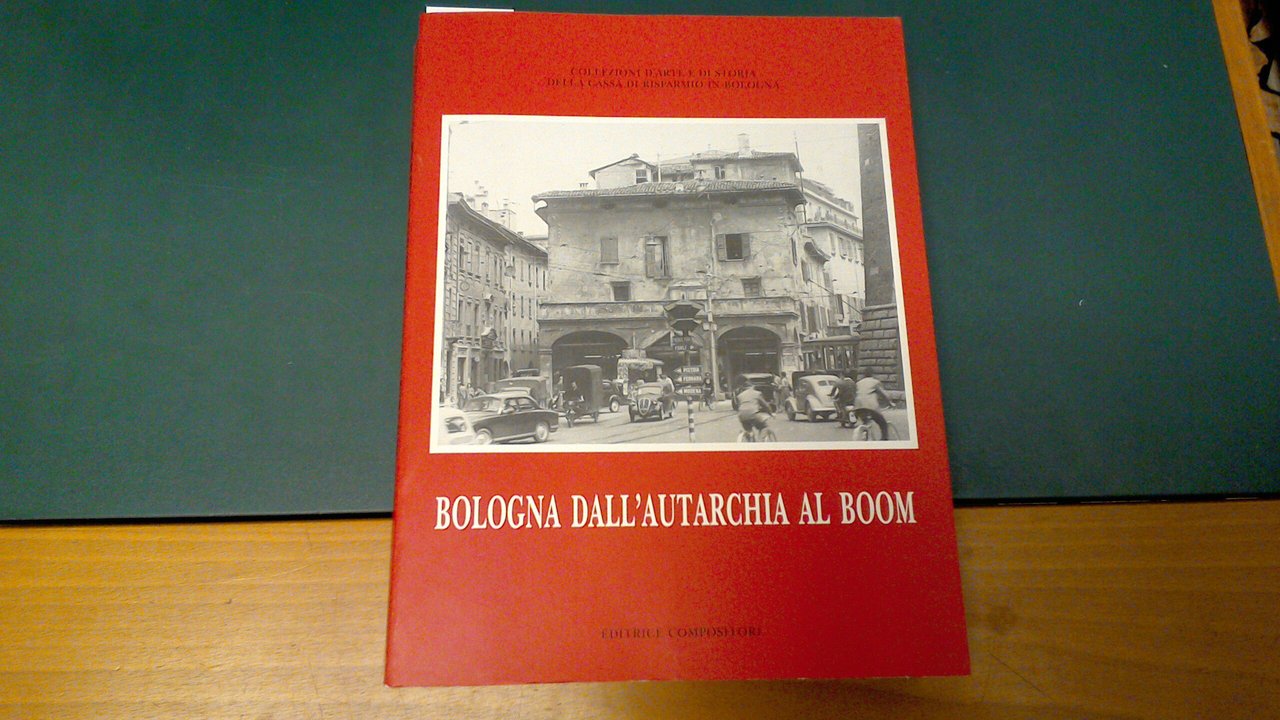 COLLEZIONI D'ARTE E DI STORIA
DELLA CASSA DI RISPARMIO IN BOLOGNA
BOLOGNA DALL'AUTARCHIA AL BOOM
EDITRICE COMPOSITORI